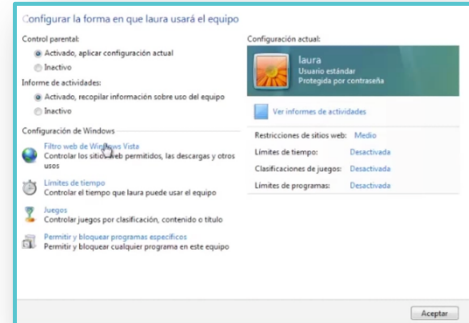 Configurar la forma en que laura usará el equipo
Control parental:
Activado, aplicar configuración actual
Inactivo
Informe de actividades:
Activado, recopilar información sobre uso del equipo
Inactivo
Configuración de Windows
Filtro web de Windows Vista
Controlar los sitios web permitidos, las descargas y otros
usos
Límites de tiempo
Controlar el tiempo que laura puede usar el equipo
Juegos
Controlar juegos por clasificación, contenido o título
Permitir y bloquear programas específicos
Permitir y bloquear cualquier programa en este equipo
Configuración actual:
laura
Usuario estándar
Protegida por contraseña
Ver informes de actividades
Restricciones de sitios web: Medio
Límites de tiempo: Desactivada
Clasificaciones de juegos: Desactivada
Límites de programas: Desactivada
Aceptar